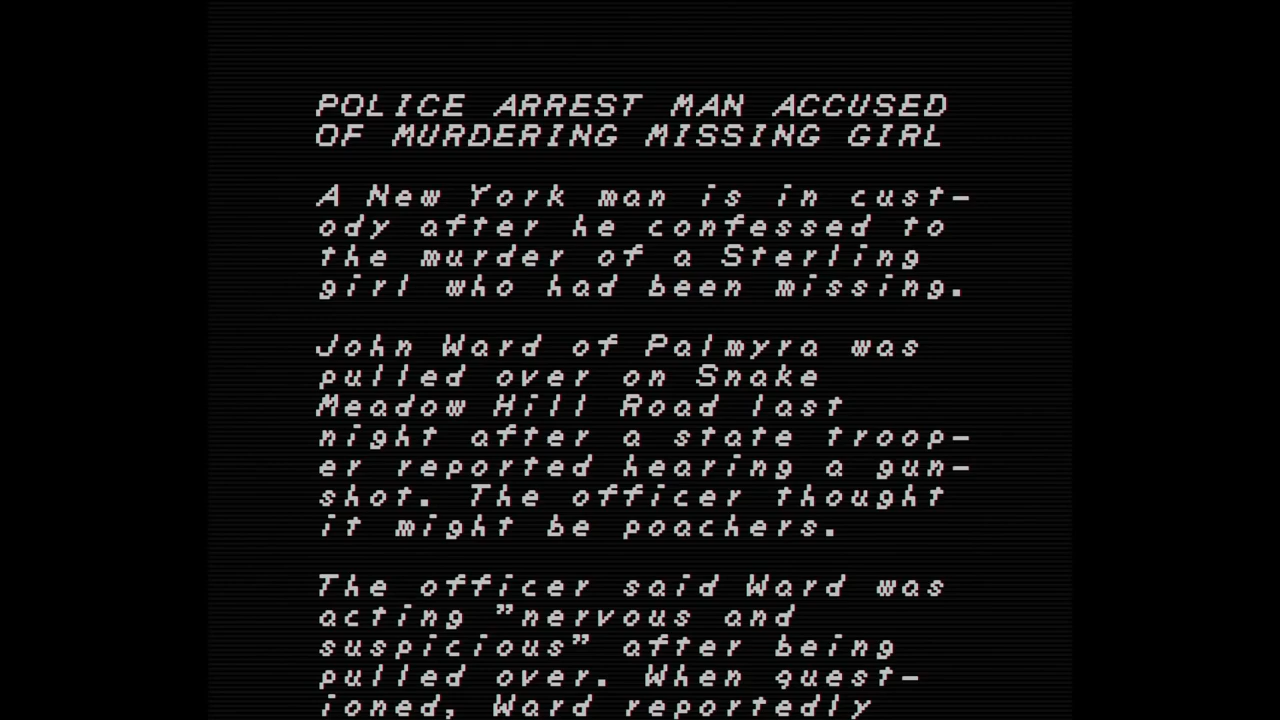 POLICE ARREST MAN ACCUSED
OF MURDERING MISSING GIRL
A New York man is in cust-
ody after he confessed to
the murder of a Sterling
girl who had been missing.
John Ward of Palmyra was
pulled over on Snake
Meadow Hill Road last
night after a state troop-
er reported hearing a gun-
shot. The officer thought
it might be poachers.
The officer said Ward was
acting "nervous and
suspicious" after being
pulled over. When quest-
ioned, Ward reportedly